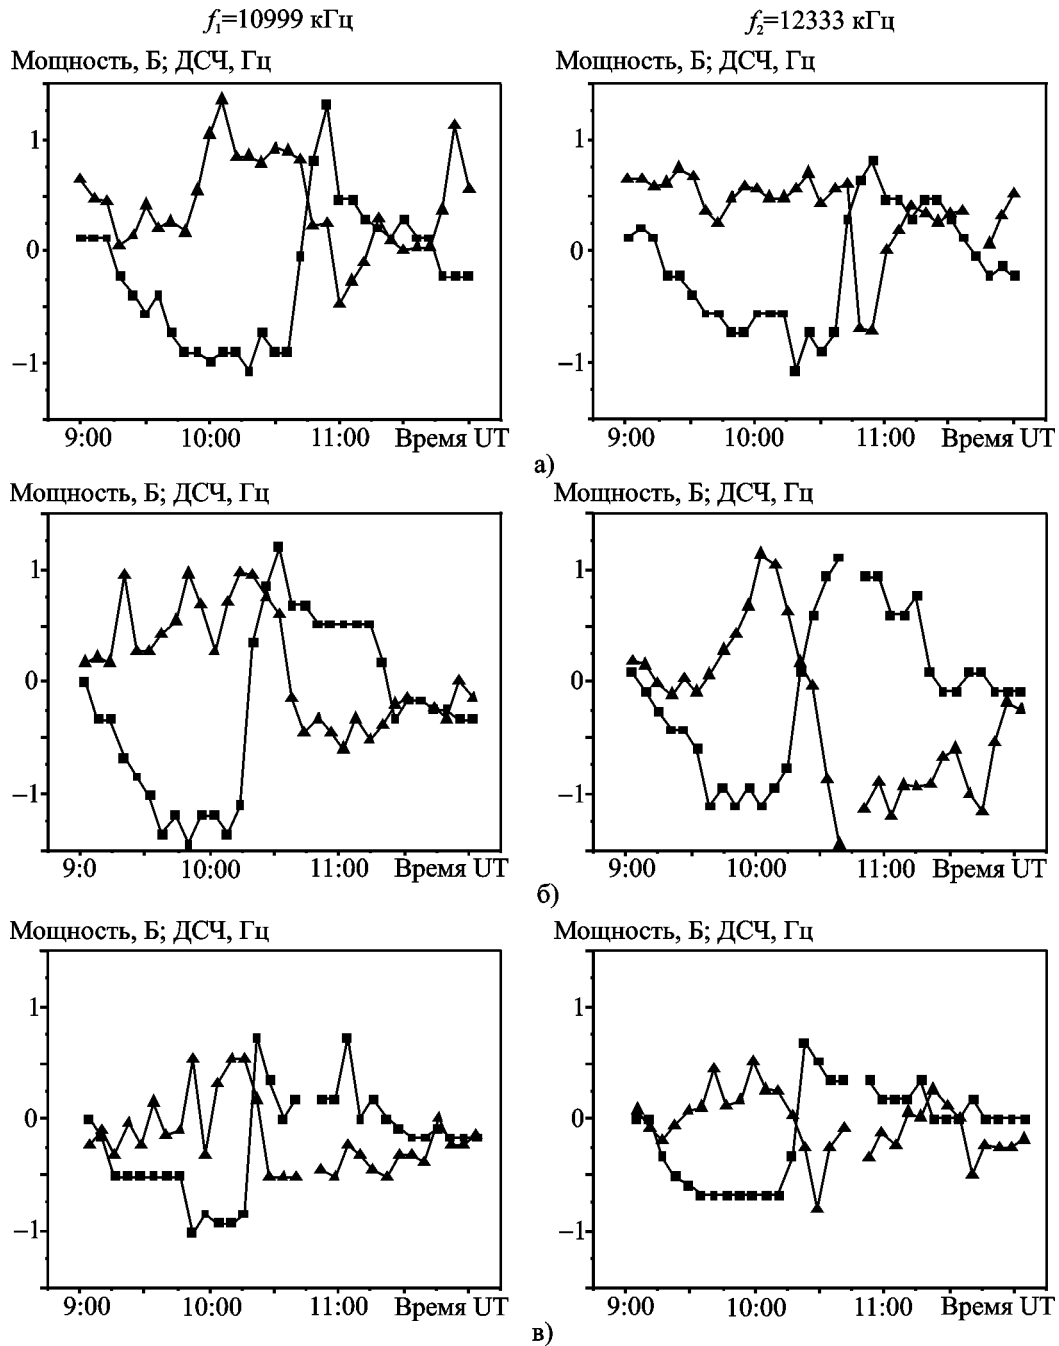 f₁=10999 кГц
f₂=12333 кГц
Мощность, Б; ДСЧ, Гц
Мощность, Б; ДСЧ, Гц
1
0
–1
9:00 10:00 11:00 Время UT
1
0
–1
9:00 10:00 11:00 Время UT
а)
Мощность, Б; ДСЧ, Гц
Мощность, Б; ДСЧ, Гц
1
0
–1
9:0 10:00 11:00 Время UT
1
0
–1
9:00 10:00 11:00 Время UT
б)
Мощность, Б; ДСЧ, Гц
Мощность, Б; ДСЧ, Гц
1
0
–1
9:00 10:00 11:00 Время UT
1
0
–1
9:00 10:00 11:00 Время UT
в)